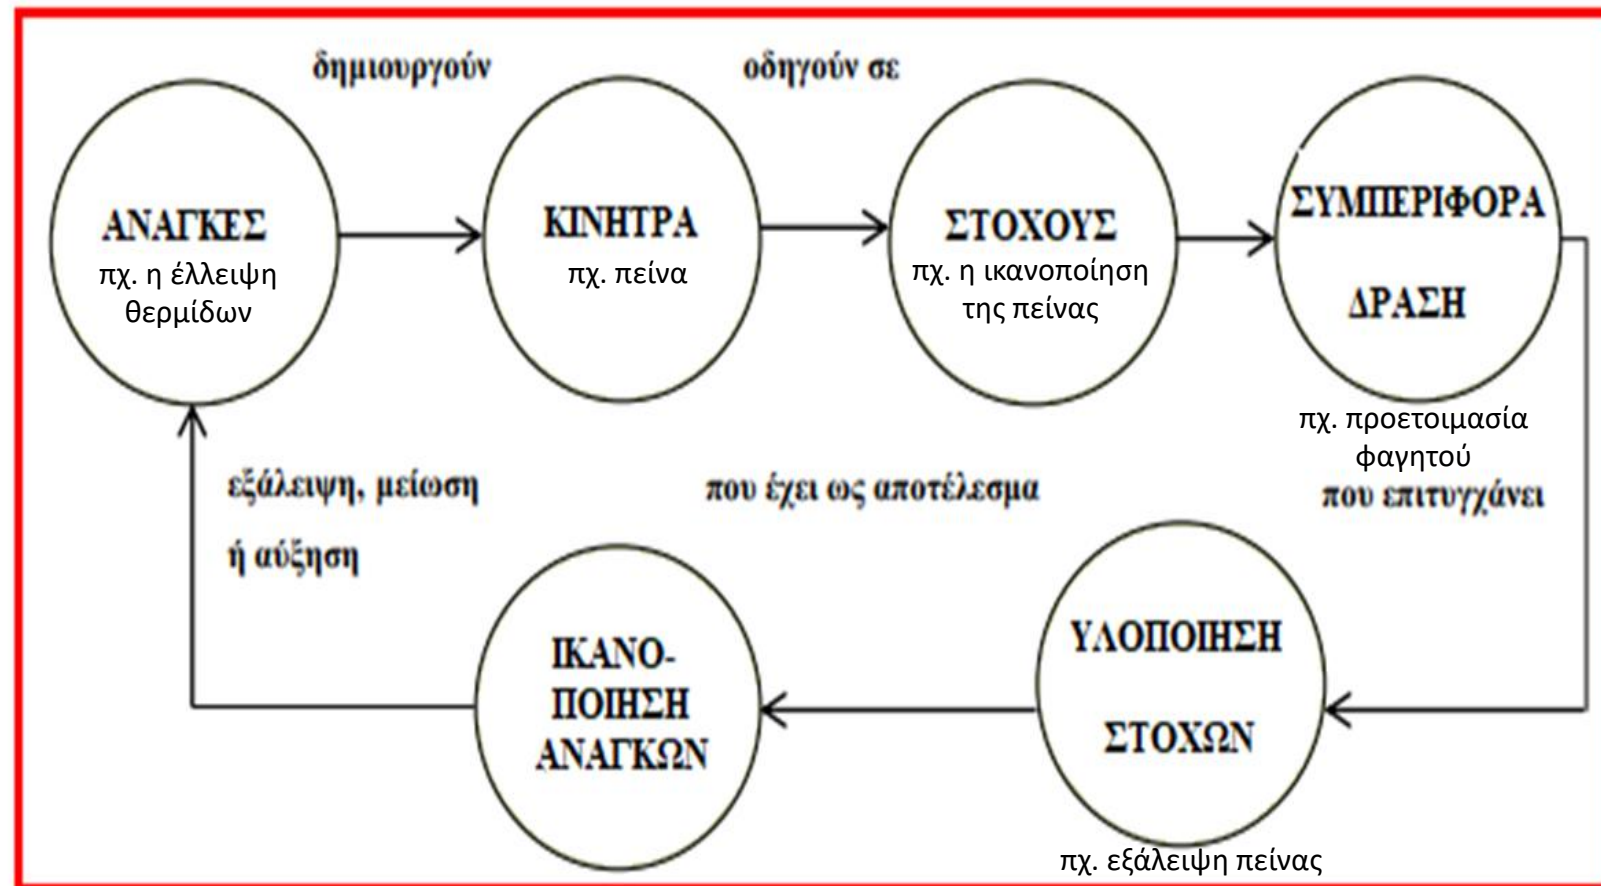 δημιουργούν
οδηγούν σε
ΑΝΑΓΚΕΣ
πχ. η έλλειψη
θερμίδων
ΚΙΝΗΤΡΑ
πχ. πείνα
ΣΤΟΧΟΥΣ
πχ. η ικανοποίηση
της πείνας
ΣΥΜΠΕΡΙΦΟΡΑ
ΔΡΑΣΗ
πχ. προετοιμασία
φαγητού
που επιτυγχάνει
που έχει ως αποτέλεσμα
εξάλειψη, μείωση
ή αύξηση
ΥΛΟΠΟΙΗΣΗ
ΣΤΟΧΩΝ
πχ. εξάλειψη πείνας
ΙΚΑΝΟ-
ΠΟΙΗΣΗ
ΑΝΑΓΚΩΝ